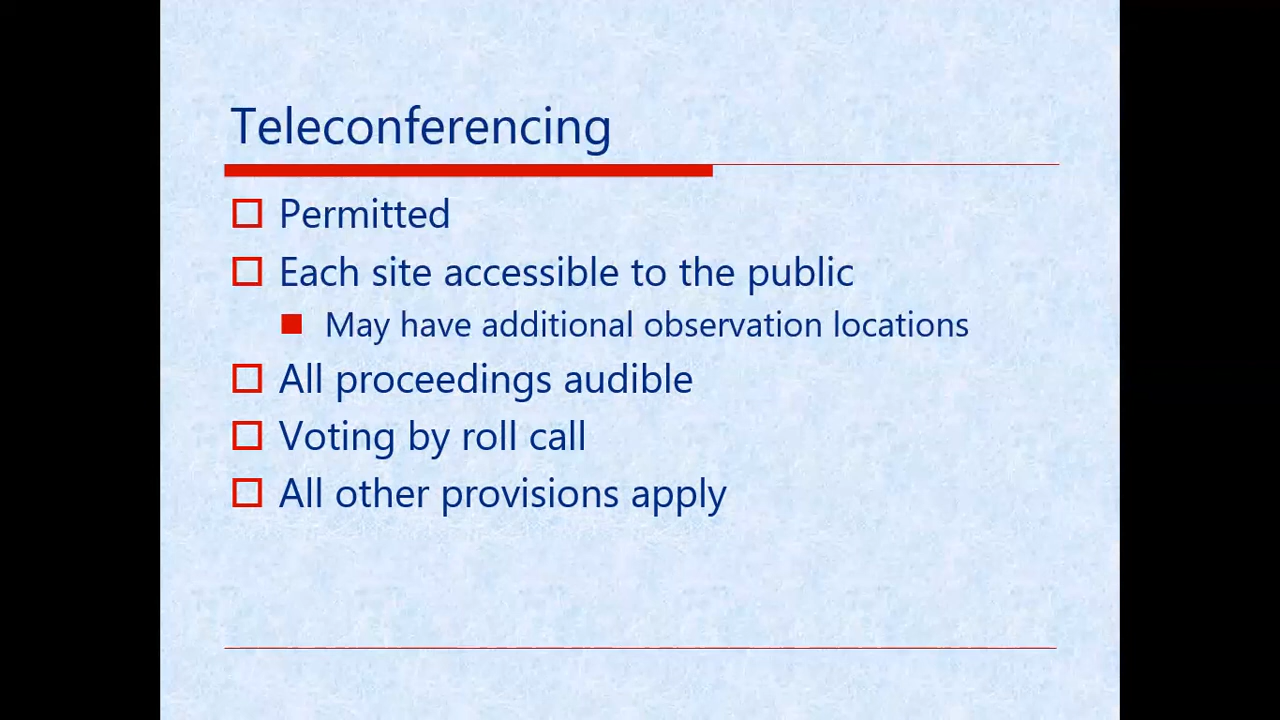 Teleconferencing
Permitted
Each site accessible to the public
May have additional observation locations
All proceedings audible
Voting by roll call
All other provisions apply